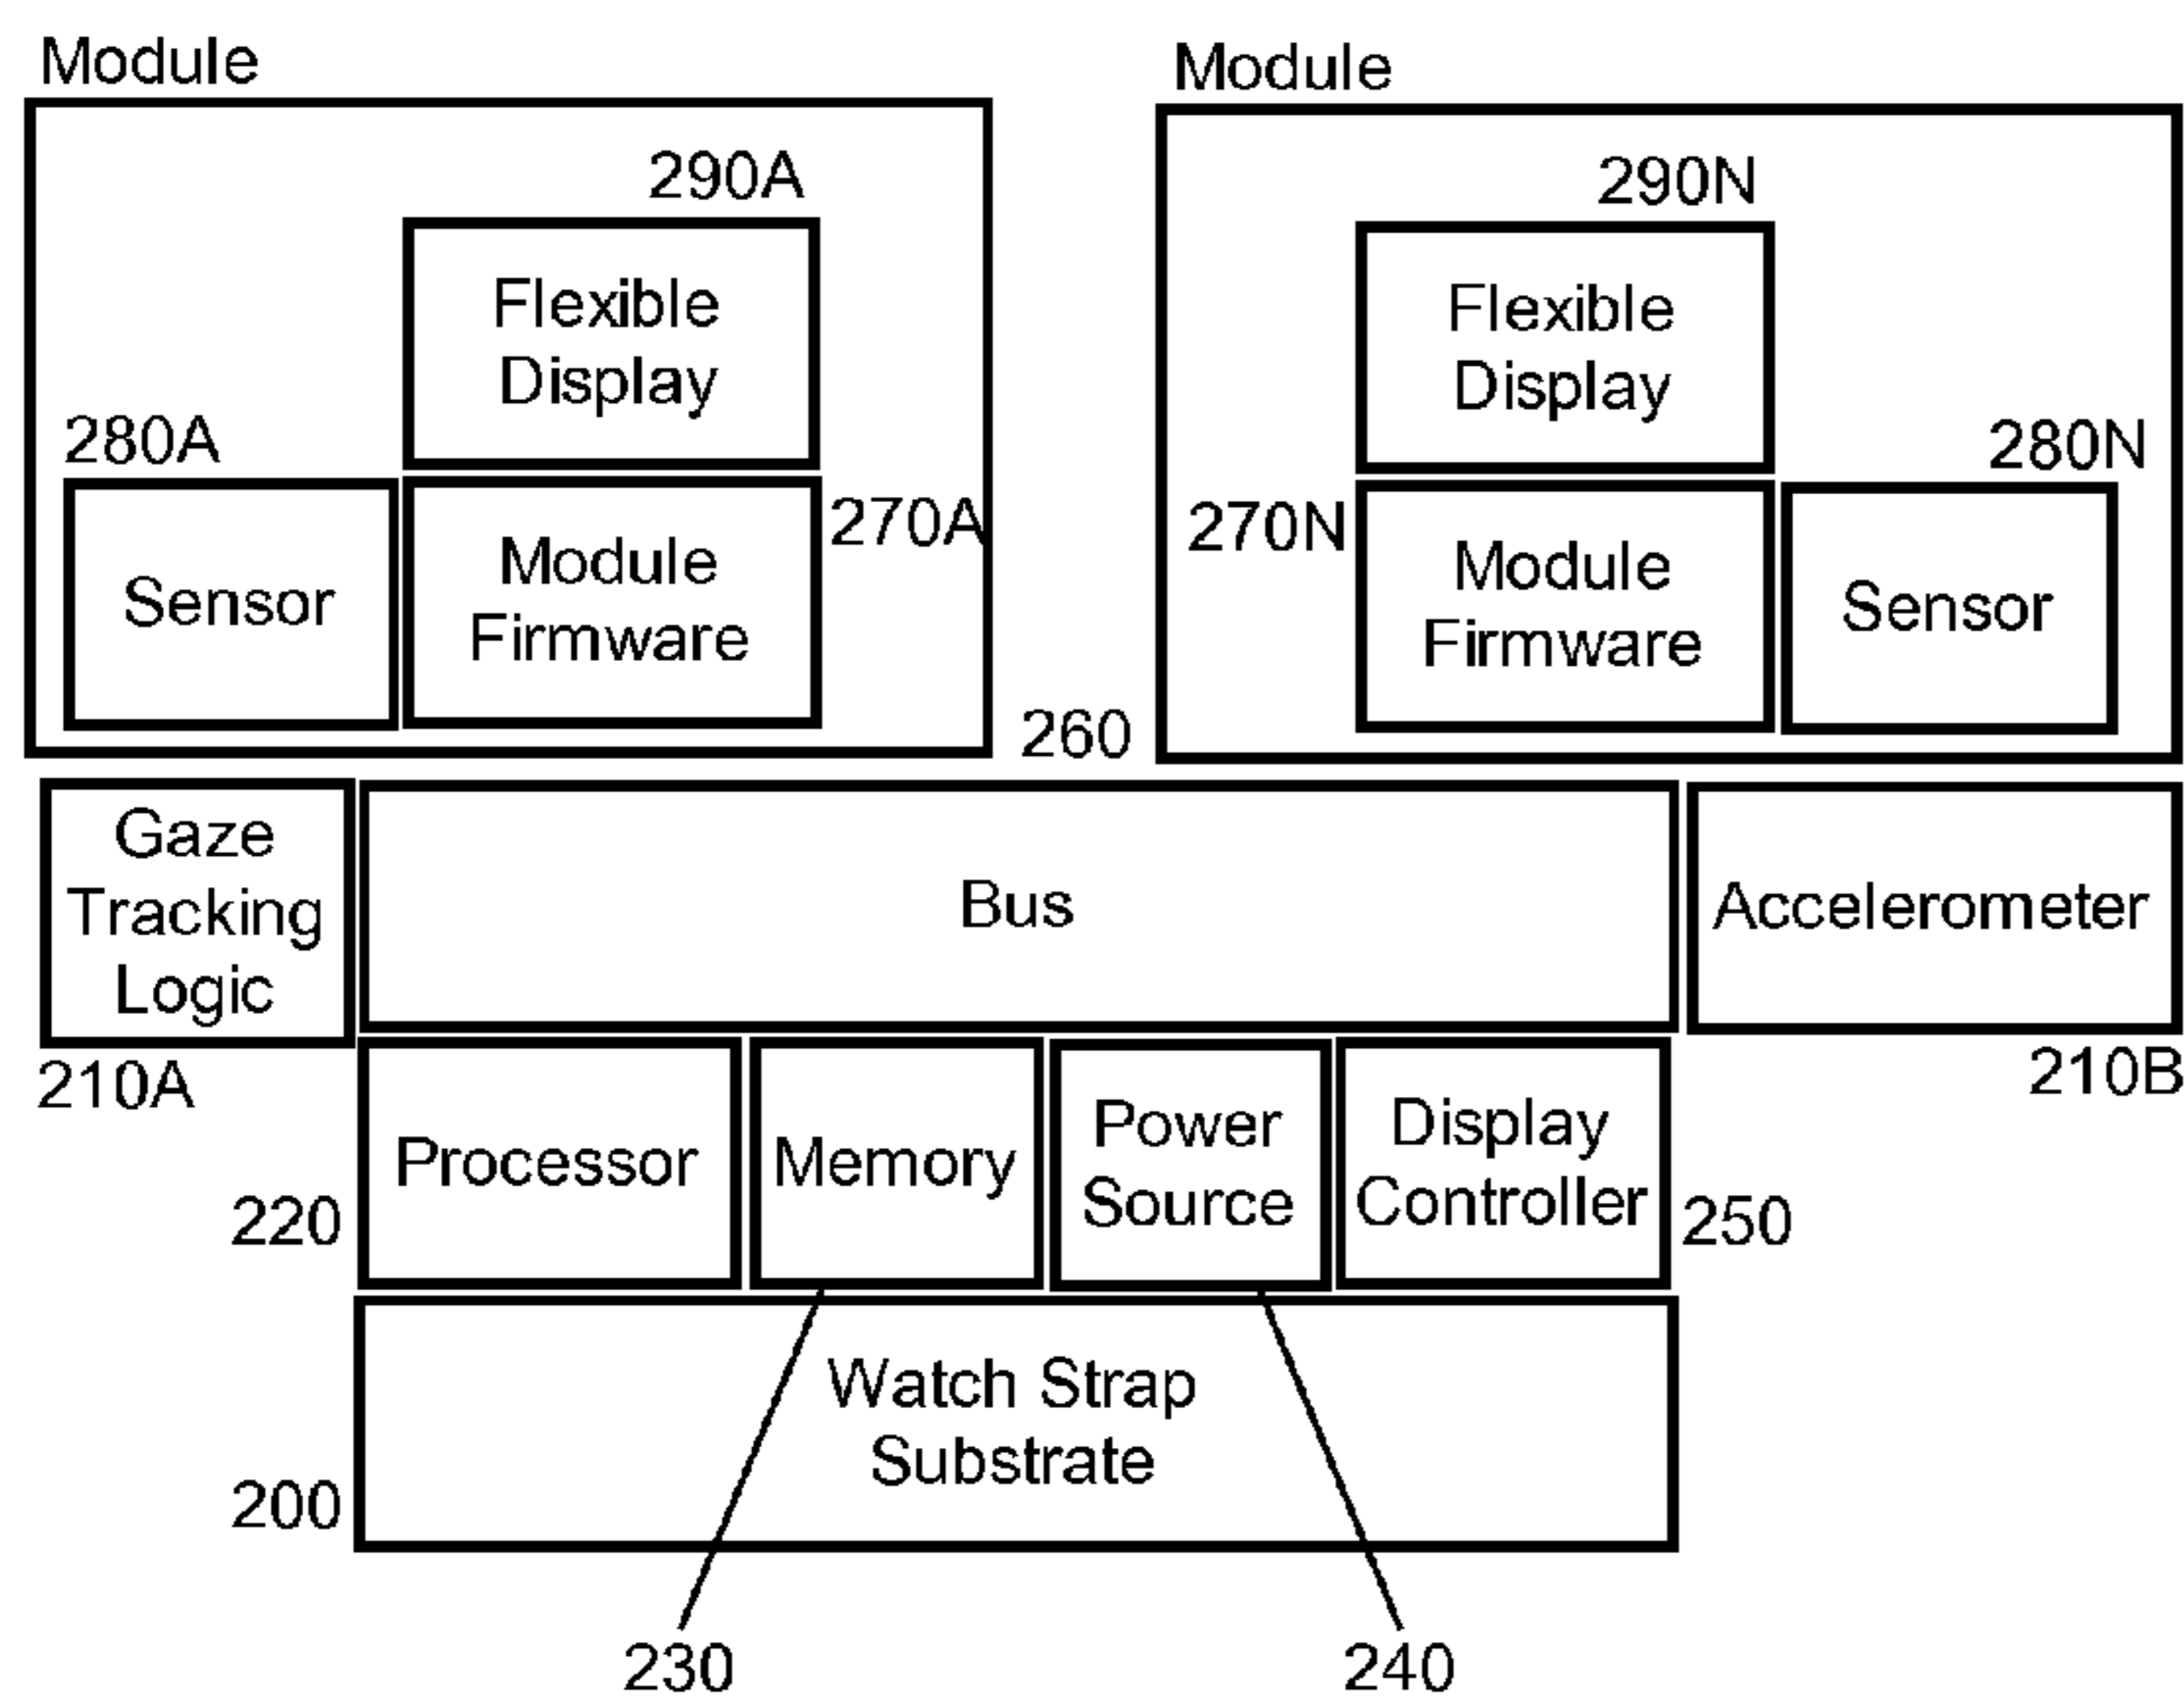 Module
290A
Flexible
Display
280A
270A
Sensor
Module
Firmware
Module
290N
Flexible
Display
280N
270N
Module
Firmware
Sensor
260
Gaze
Tracking
Logic
210A
Bus
Accelerometer
210B
220
Processor
Memory
Power
Source
Display
Controller
250
200
Watch Strap
Substrate
230
240